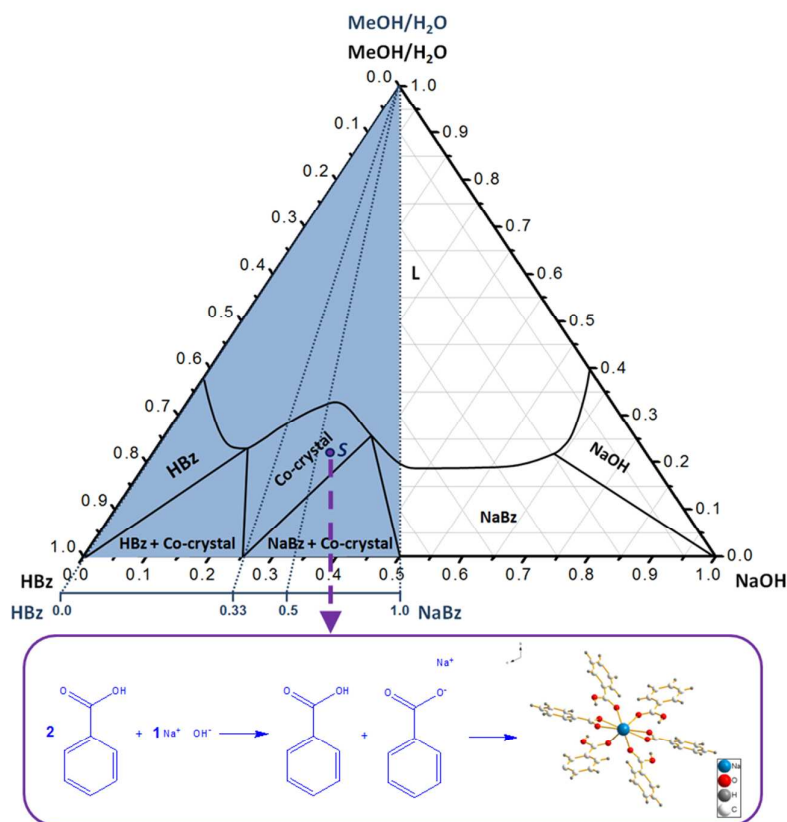 MeOH/H₂O
MeOH/H₂O
0.0 1.0
0.1 0.9
0.2 0.8
0.3 0.7
0.4 0.6
L
0.5 0.5
0.6 0.4
0.7 0.3
Co-crystal S
0.8 HBz NaOH 0.2
0.9 NaBz 0.1
HBz + Co-crystal NaBz + Co-crystal
1.0 0.0
HBz 0.0 0.1 0.2 0.3 0.4 0.5 0.6 0.7 0.8 0.9 1.0 NaOH
HBz 0.0 0.33 0.5 1.0 NaBz
Na⁺
O OH O OH O O⁻
2 + 1 Na⁺ OH⁻ +
Na
O
H
C